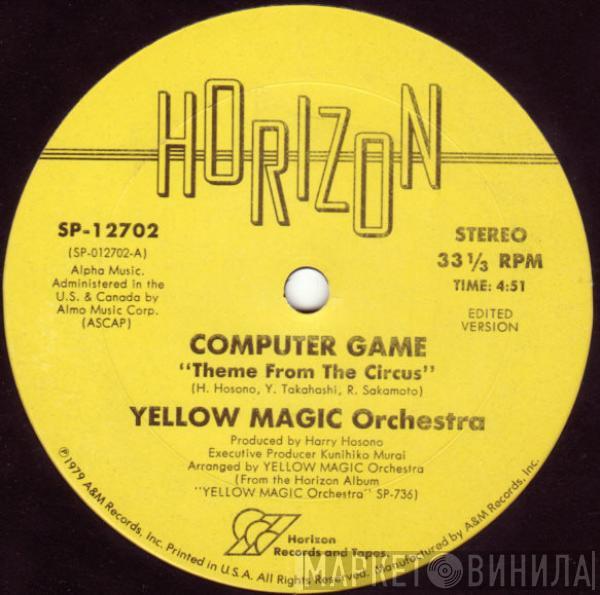 HORIZON
SP-12702
(SP-012702-A)
Alpha Music.
Administered in the
U.S. & Canada by
Almo Music Corp.
(ASCAP)
STEREO
33 1/3 RPM
TIME: 4:51
EDITED
VERSION
COMPUTER GAME
"Theme From The Circus"
(H. Hosono, Y. Takahashi, R. Sakamoto)
YELLOW MAGIC Orchestra
Produced by Harry Hosono
Executive Producer Kunihiko Murai
Arranged by YELLOW MAGIC Orchestra
(From the Horizon Album
"YELLOW MAGIC Orchestra" SP-736)
Horizon
Records and Tapes.
℗1979 A&M Records, Inc. Printed in U.S.A. All Rights Reserved. Manufactured by A&M Records, Inc.
МАРКЕТ ВИНИЛА